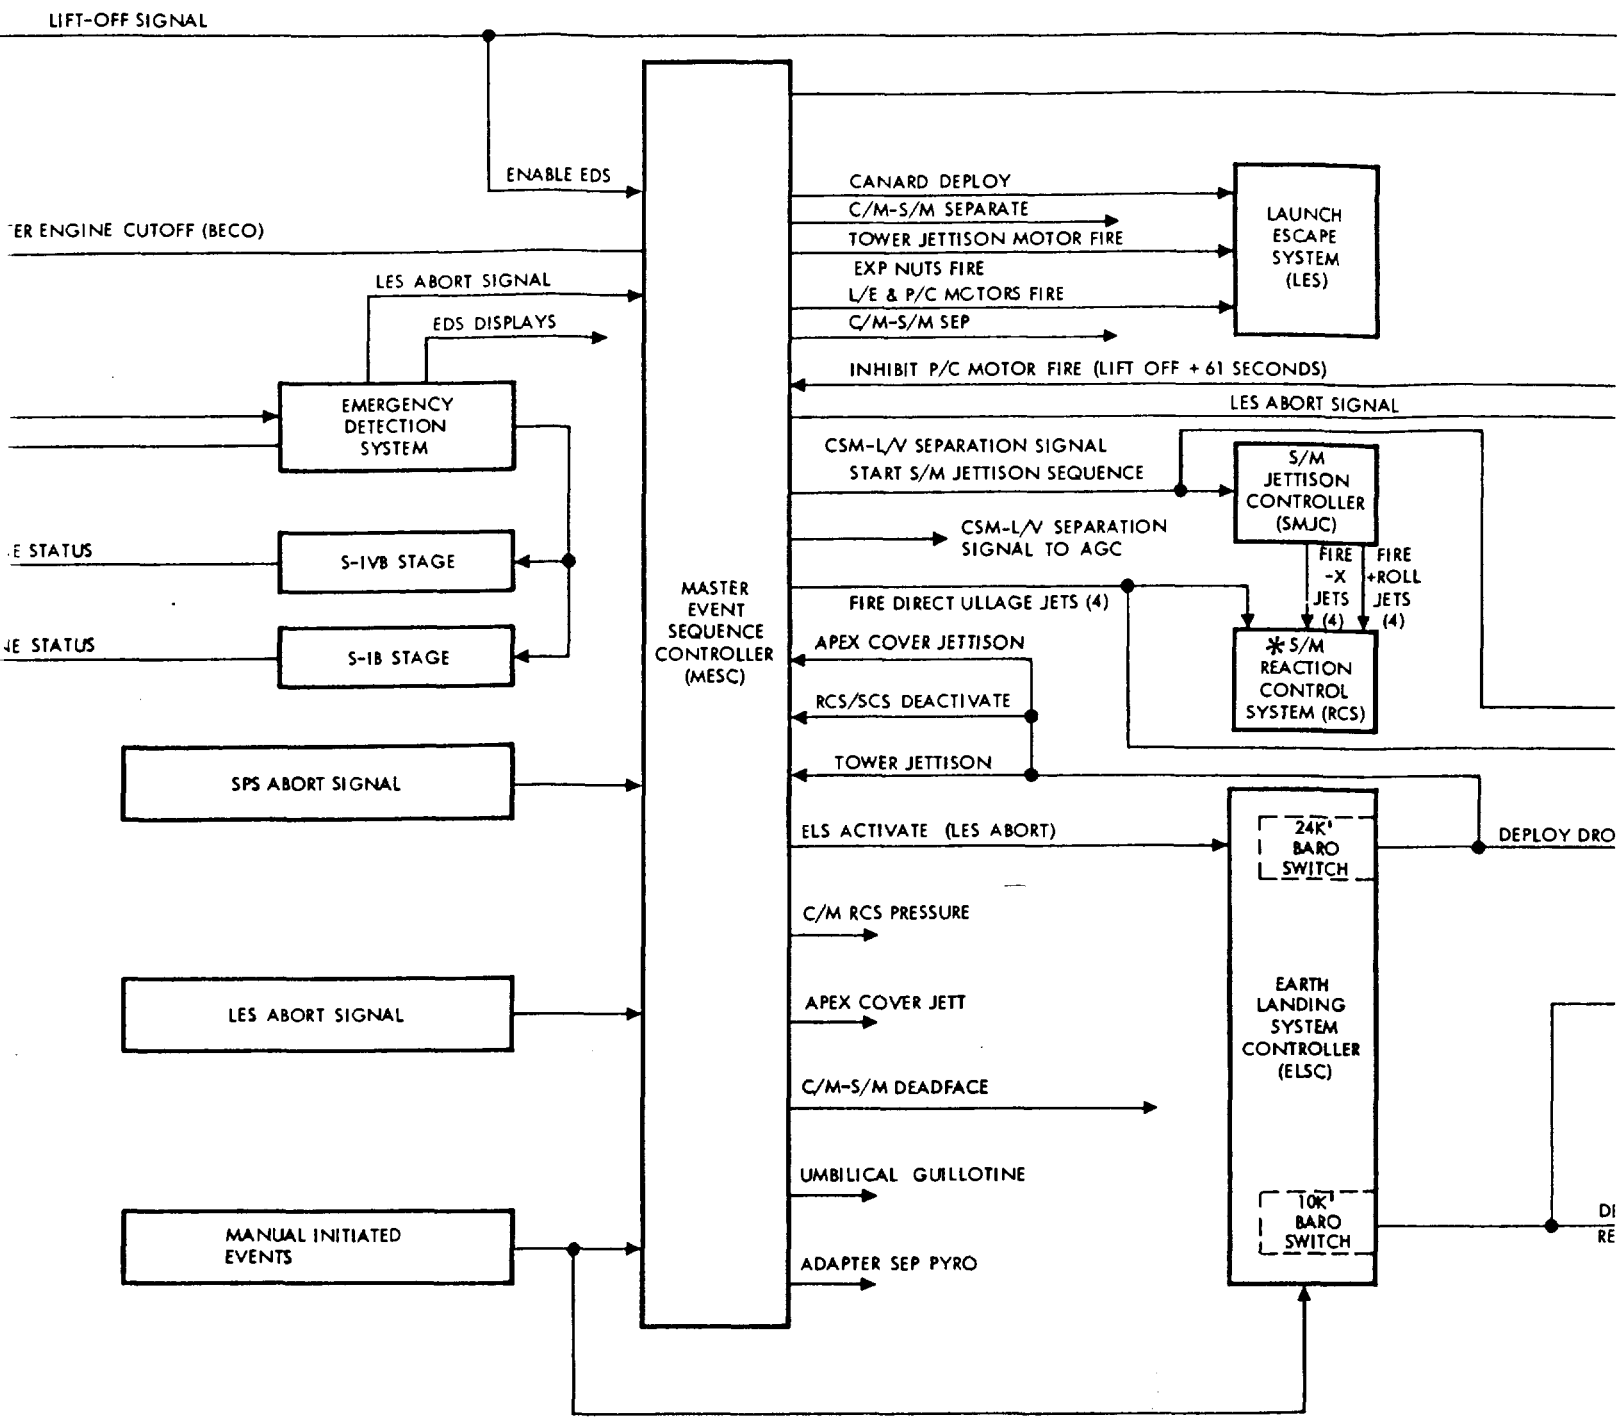 LIFT-OFF SIGNAL
ENABLE EDS
ER ENGINE CUTOFF (BECO)
LES ABORT SIGNAL
EDS DISPLAYS
EMERGENCY
DETECTION
SYSTEM
E STATUS
S-IVB STAGE
NE STATUS
S-IB STAGE
SPS ABORT SIGNAL
LES ABORT SIGNAL
MANUAL INITIATED
EVENTS
MASTER
EVENT
SEQUENCE
CONTROLLER
(MESC)
CANARD DEPLOY
C/M-S/M SEPARATE
TOWER JETTISON MOTOR FIRE
EXP NUTS FIRE
L/E & P/C MOTORS FIRE
C/M-S/M SEP
LAUNCH
ESCAPE
SYSTEM
(LES)
INHIBIT P/C MOTOR FIRE (LIFT OFF + 61 SECONDS)
LES ABORT SIGNAL
CSM-L/V SEPARATION SIGNAL
START S/M JETTISON SEQUENCE
S/M
JETTISON
CONTROLLER
(SMJC)
CSM-L/V SEPARATION
SIGNAL TO AGC
FIRE
-X
JETS
(4)
FIRE
+ROLL
JETS
(4)
FIRE DIRECT ULLAGE JETS (4)
*S/M
REACTION
CONTROL
SYSTEM (RCS)
APEX COVER JETTISON
RCS/SCS DEACTIVATE
TOWER JETTISON
ELS ACTIVATE (LES ABORT)
24K'
BARO
SWITCH
DEPLOY DRO
C/M RCS PRESSURE
APEX COVER JETT
EARTH
LANDING
SYSTEM
CONTROLLER
(ELSC)
C/M-S/M DEADFACE
UMBILICAL GUILLOTINE
10K'
BARO
SWITCH
RE
ADAPTER SEP PYRO